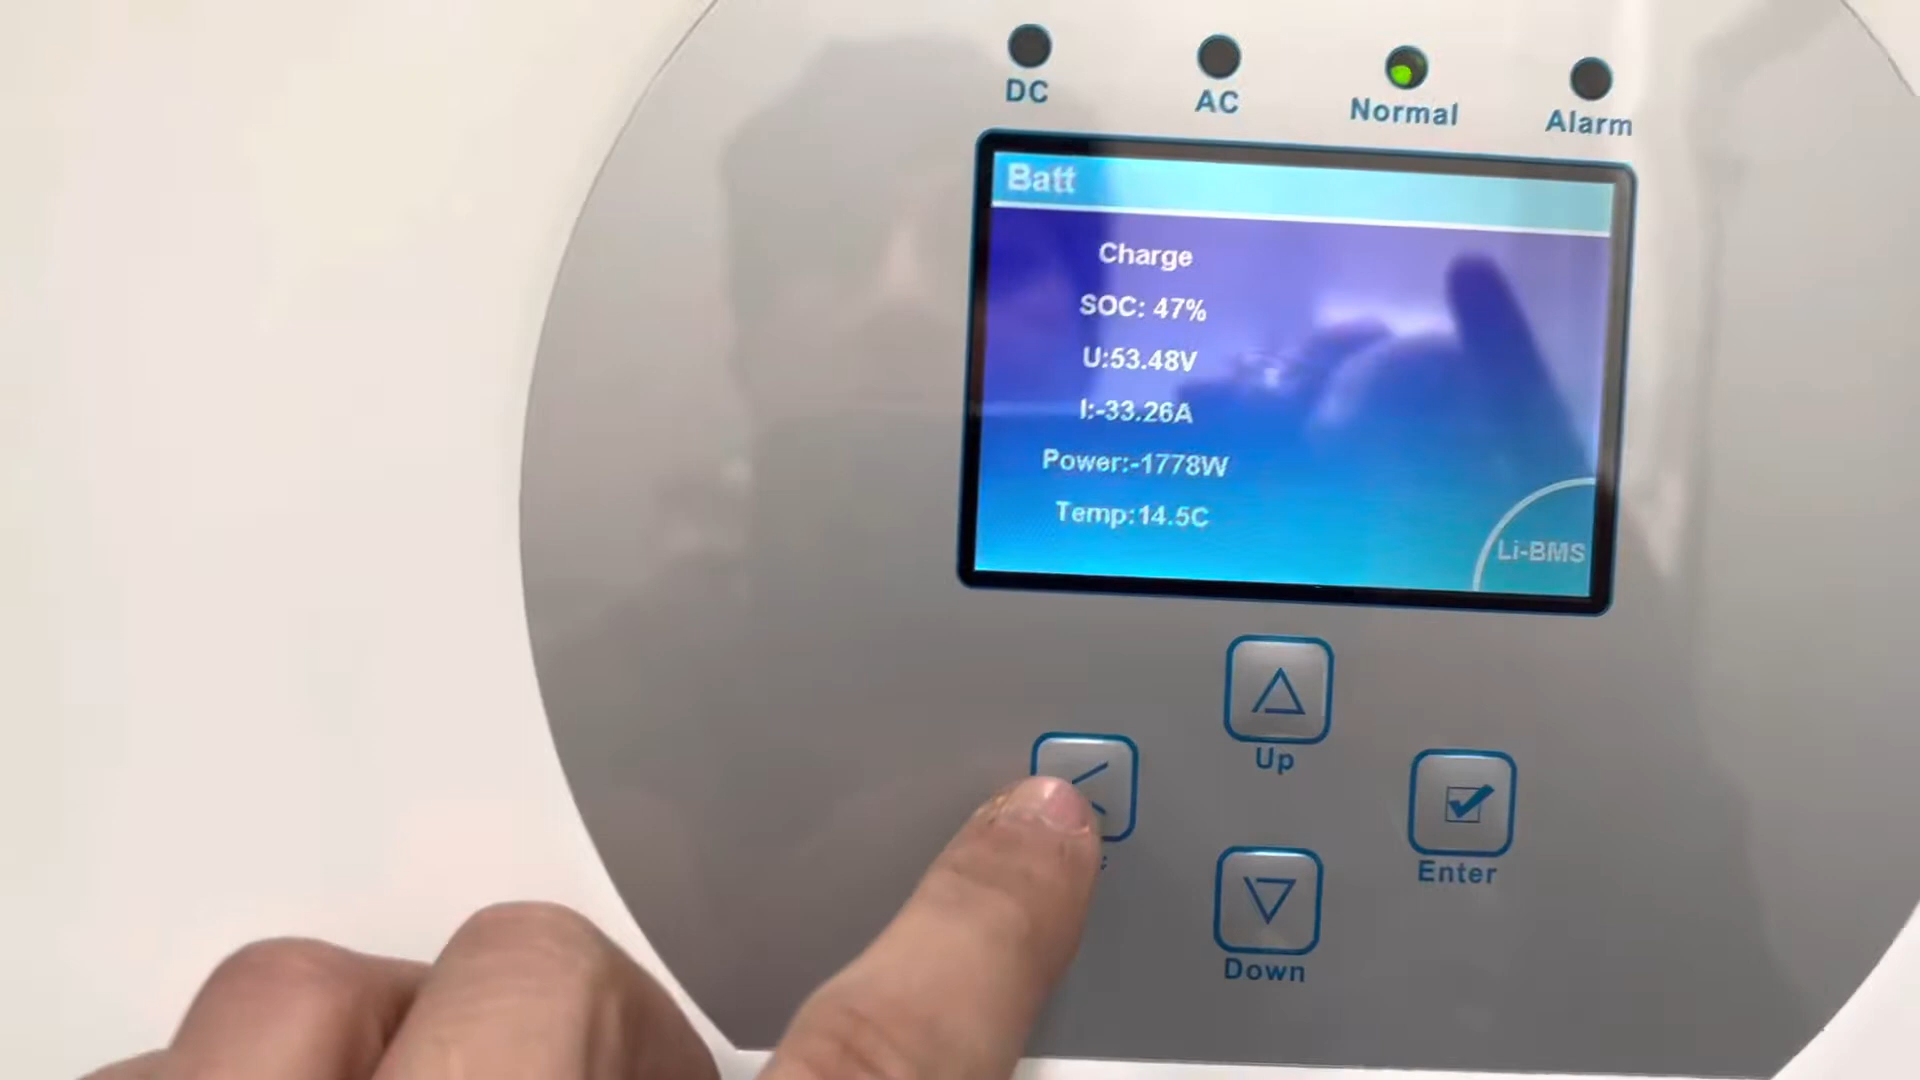 DC
AC
Normal
Alarm
Batt
Charge
SOC: 47%
U:53.48V
I:-33.26A
Power:-1778W
Temp:14.5C
Li-BMS
Up
Enter
Down